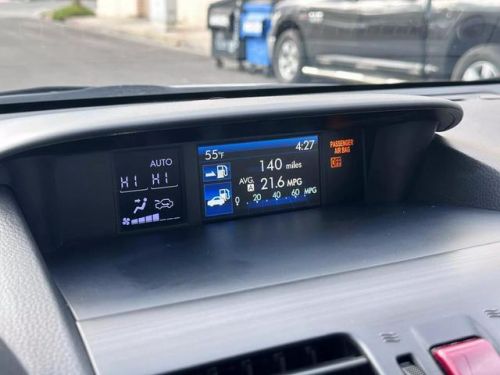 AUTO
HI HI
55°F 4:27
140 miles
AVG. A 21.6 MPG
0 20 40 60 MPG
PASSENGER
AIR BAG
OFF